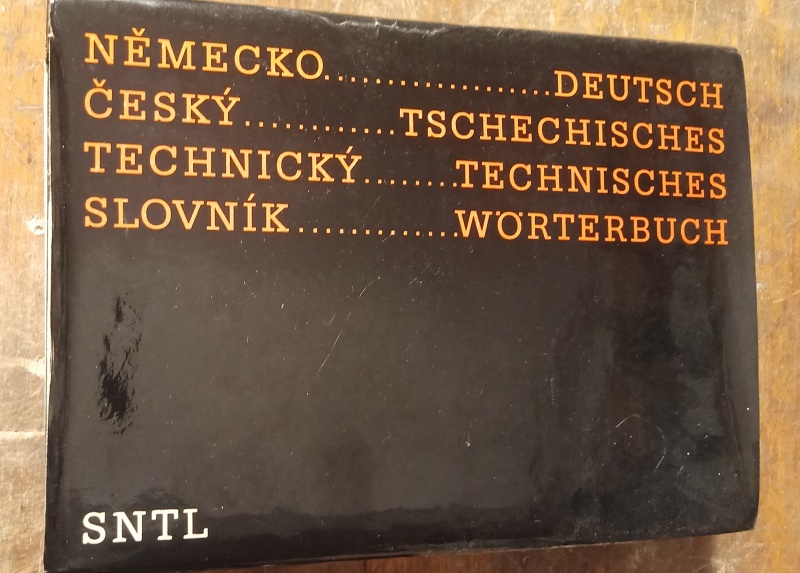 NĚMECKO...................DEUTSCH
ČESKÝ.............TSCHECHISCHES
TECHNICKÝ........TECHNISCHES
SLOVNÍK.............WÖRTERBUCH
SNTL